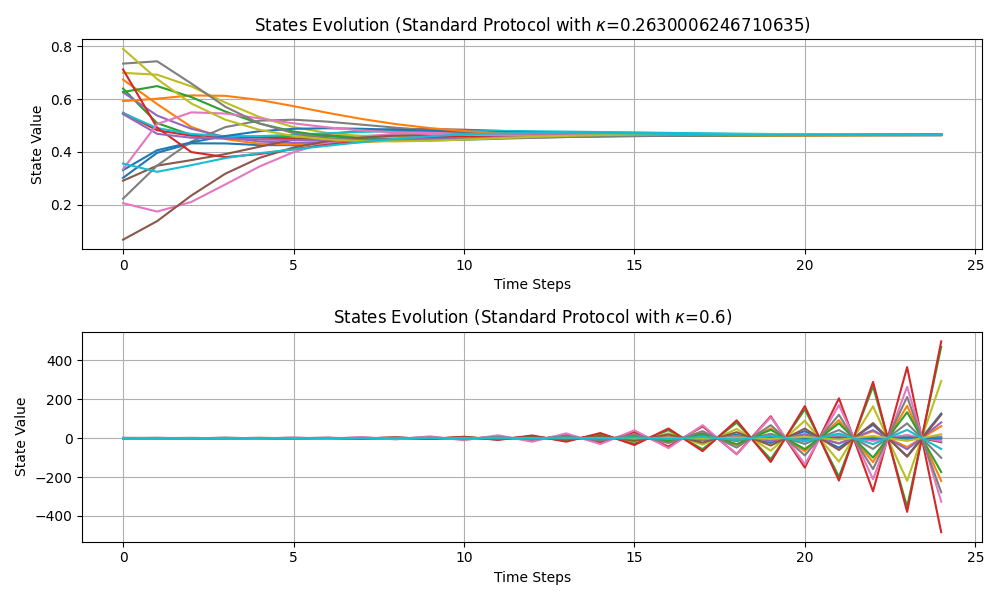 States Evolution (Standard Protocol with κ=0.2630006246710635)
0.8
0.6
0.4
0.2
State Value
0 5 10 15 20 25
Time Steps
States Evolution (Standard Protocol with κ=0.6)
400
200
0
−200
−400
State Value
0 5 10 15 20 25
Time Steps